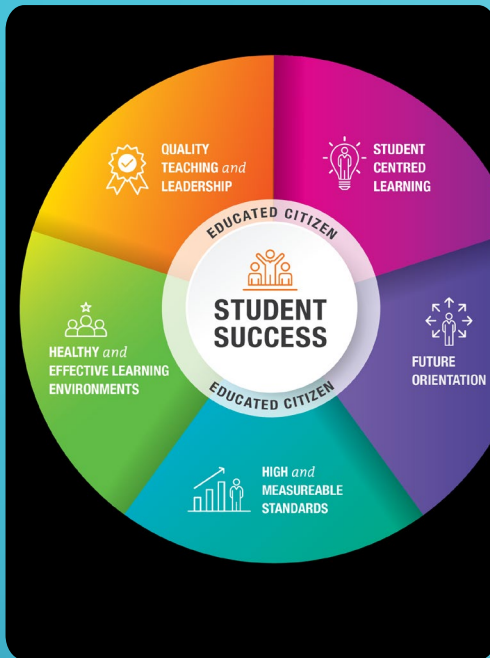 QUALITY
TEACHING and
LEADERSHIP
STUDENT
CENTRED
LEARNING
EDUCATED CITIZEN
STUDENT
SUCCESS
EDUCATED CITIZEN
HEALTHY and
EFFECTIVE LEARNING
ENVIRONMENTS
FUTURE
ORIENTATION
HIGH and
MEASUREABLE
STANDARDS